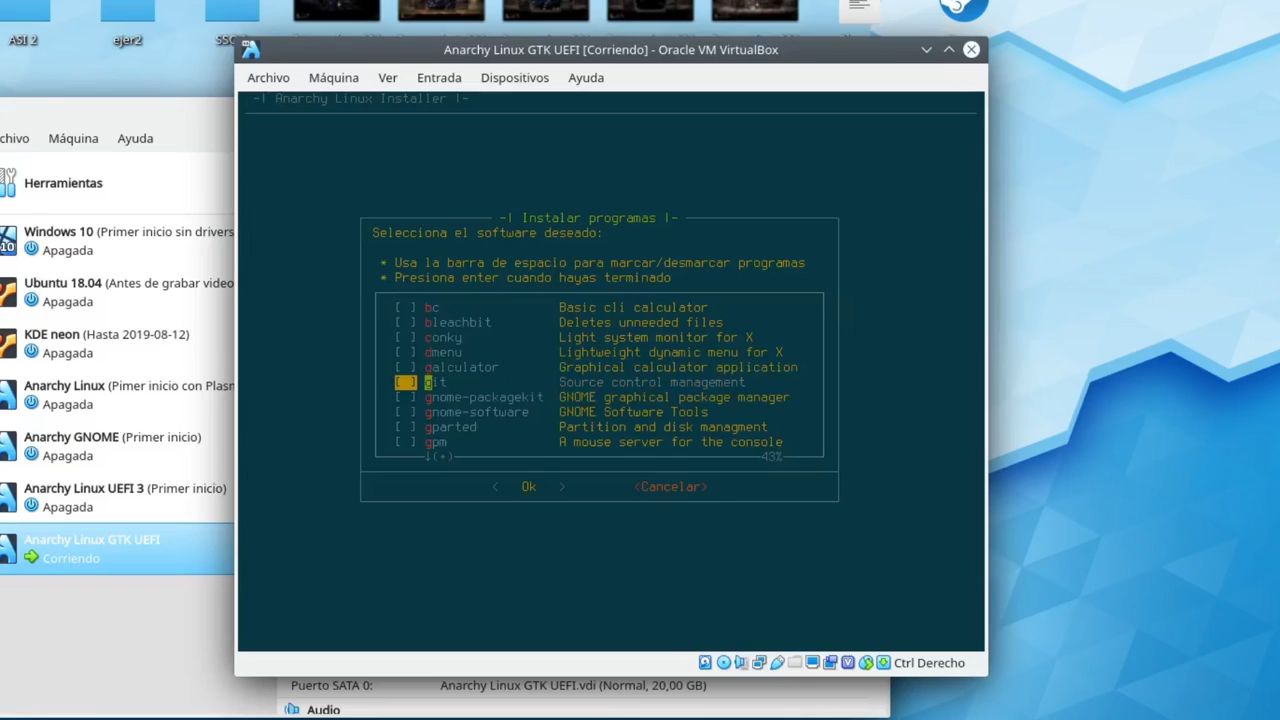 ASI 2
ejer2
Anarchy Linux GTK UEFI [Corriendo] - Oracle VM VirtualBox
Archivo Máquina Ver Entrada Dispositivos Ayuda
-| Anarchy Linux Installer |-
-| Instalar programas |-
Selecciona el software deseado:
* Usa la barra de espacio para marcar/desmarcar programas
* Presiona enter cuando hayas terminado
[ ] bc Basic cli calculator
[ ] bleachbit Deletes unneeded files
[ ] conky Light system monitor for X
[ ] dmenu Lightweight dynamic menu for X
[ ] galculator Graphical calculator application
[ ] git Source control management
[ ] gnome-packagekit GNOME graphical package manager
[ ] gnome-software GNOME Software Tools
[ ] gparted Partition and disk managment
[ ] gpm A mouse server for the console
↓(+) 43%
< Ok > <Cancelar>
Ctrl Derecho
chivo Máquina Ayuda
Herramientas
Windows 10 (Primer inicio sin drivers
Apagada
Ubuntu 18.04 (Antes de grabar video
Apagada
KDE neon (Hasta 2019-08-12)
Apagada
Anarchy Linux (Pimer inicio con Plasm
Apagada
Anarchy GNOME (Primer inicio)
Apagada
Anarchy Linux UEFI 3 (Primer inicio)
Apagada
Anarchy Linux GTK UEFI
Corriendo
Puerto SATA 0: Anarchy Linux GTK UEFI.vdi (Normal, 20,00 GB)
Audio